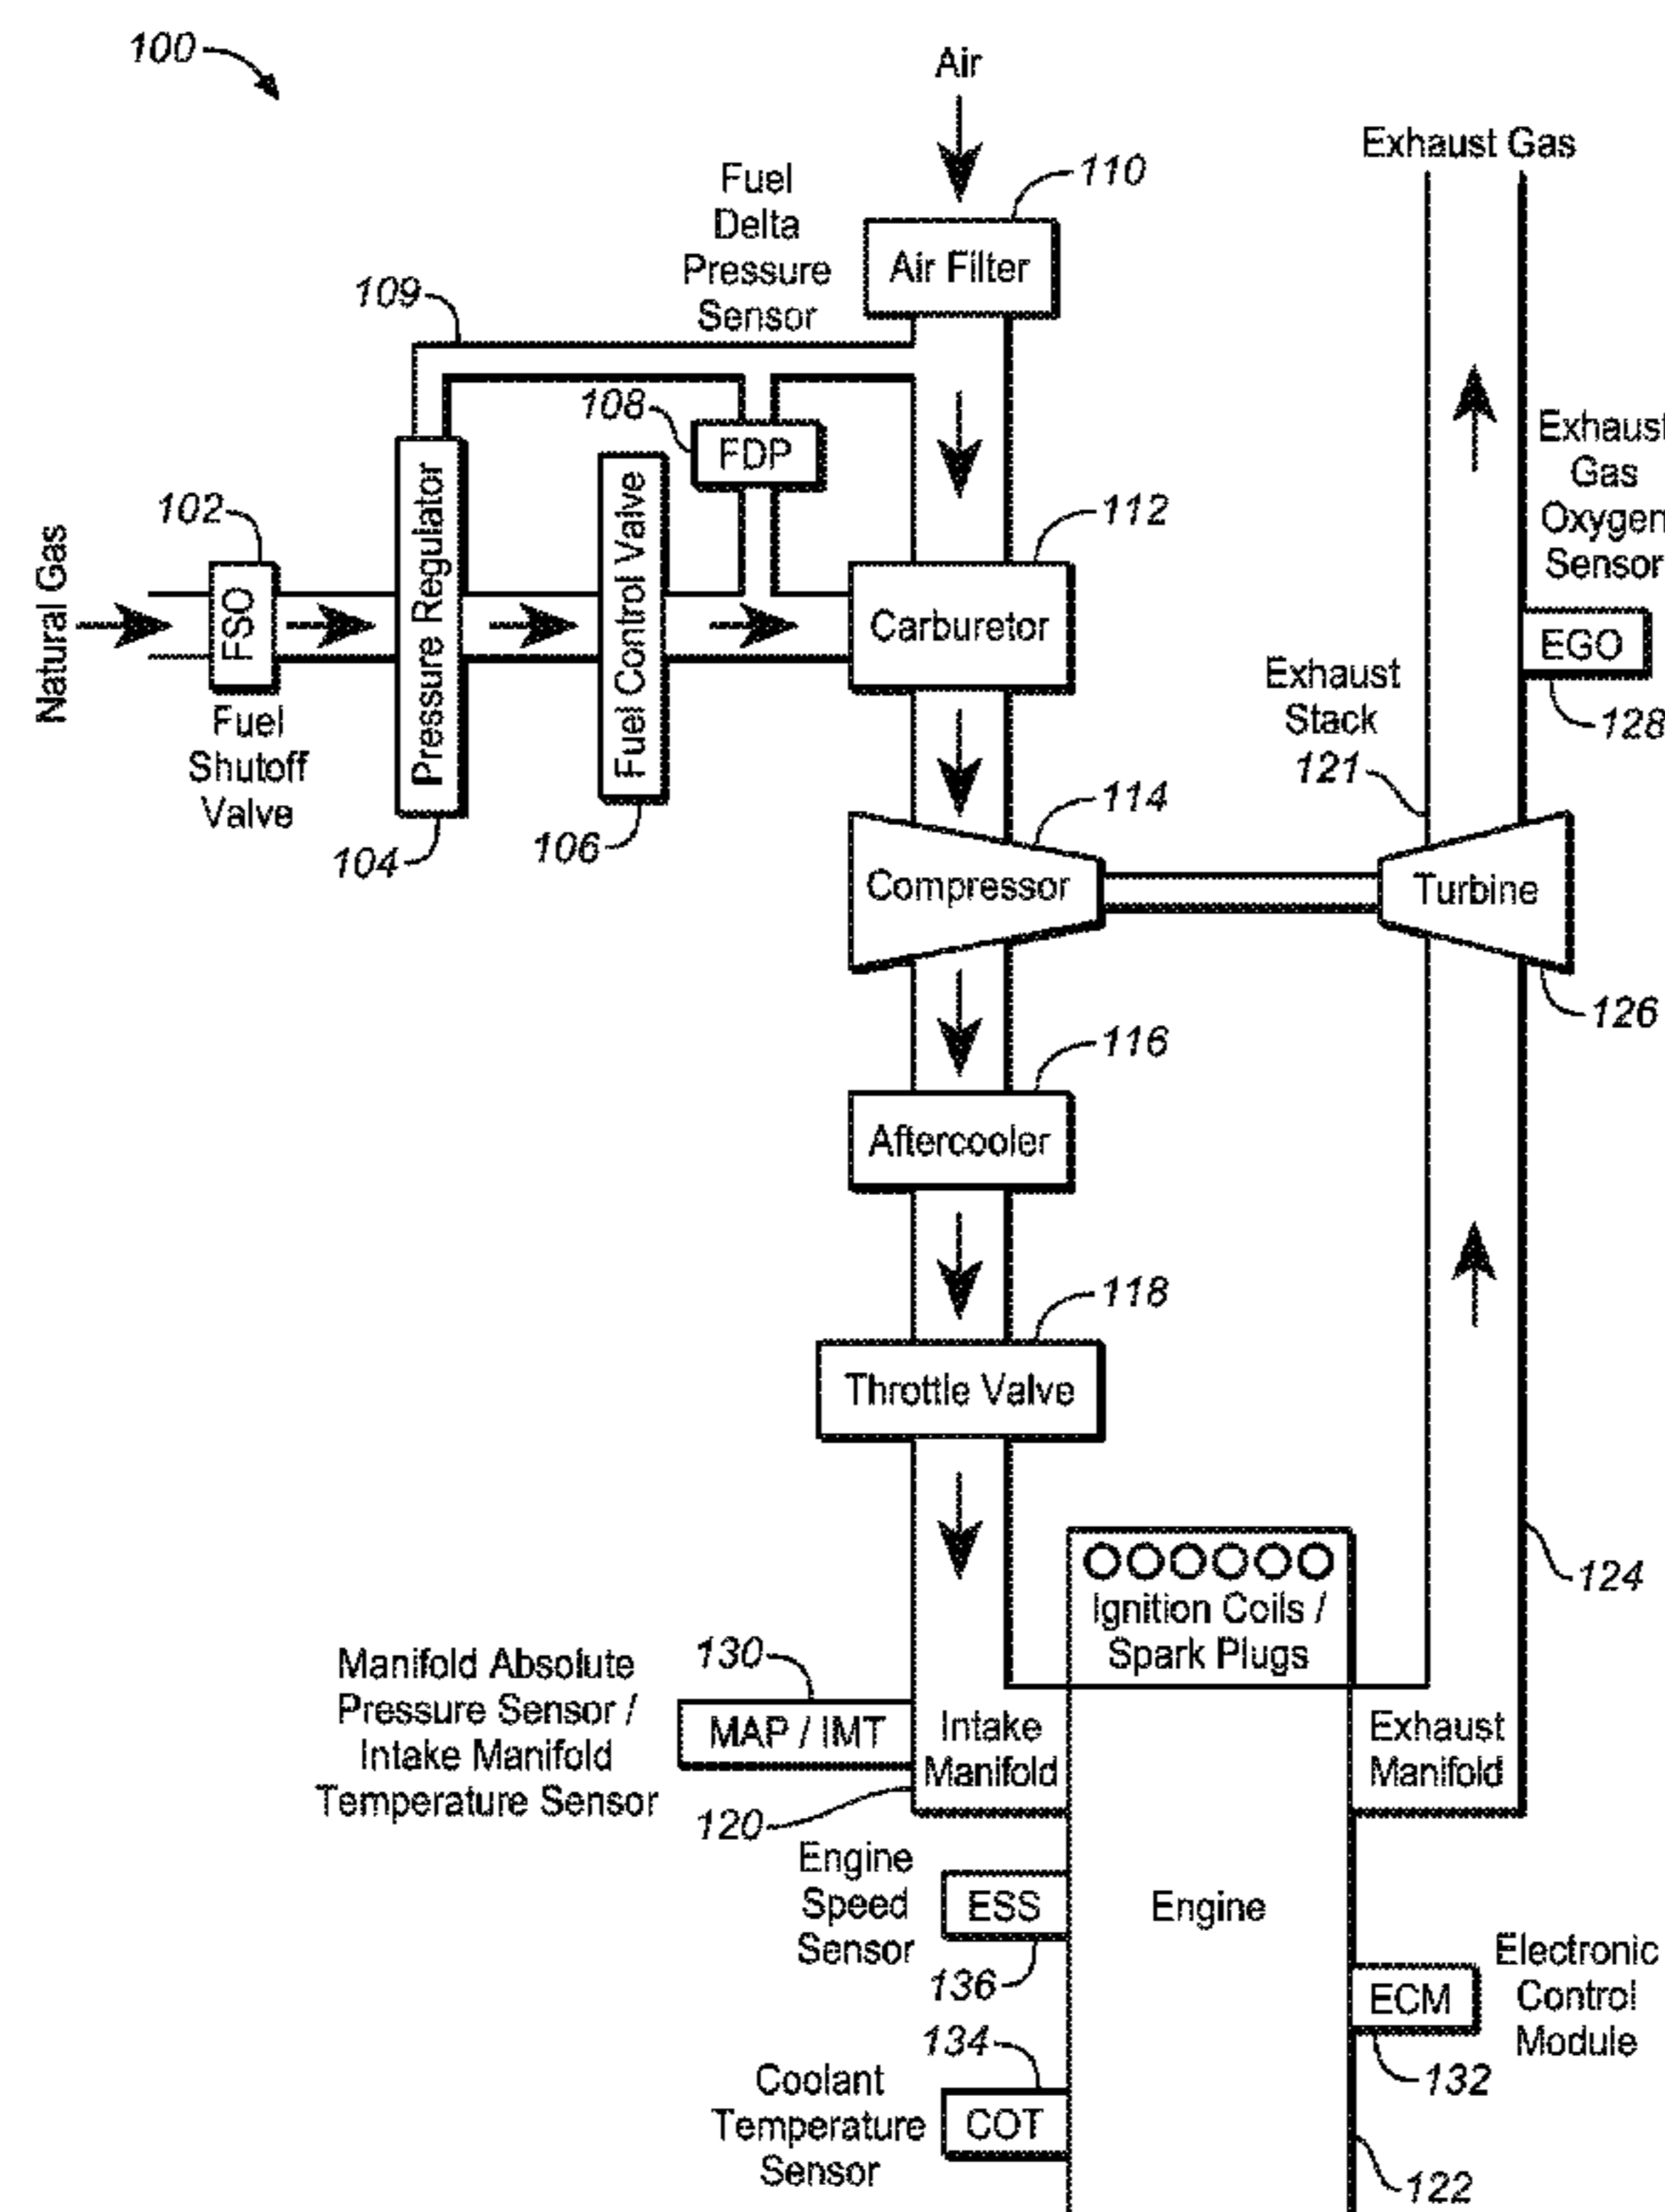 100
Air
Exhaust Gas
Fuel
Delta
Pressure
Sensor
110
Air Filter
109
108
FDP
Exhaust
Gas
Oxygen
Sensor
EGO
128
102
Natural Gas
FSO
Fuel
Shutoff
Valve
Pressure Regulator
104
Fuel Control Valve
106
112
Carburetor
Exhaust
Stack
121
114
Compressor
Turbine
126
116
Aftercooler
118
Throttle Valve
124
Ignition Coils /
Spark Plugs
Manifold Absolute
Pressure Sensor /
Intake Manifold
Temperature Sensor
130
MAP / IMT
120
Intake
Manifold
Exhaust
Manifold
Engine
Speed
Sensor
ESS
136
Engine
Electronic
Control
Module
ECM
132
134
Coolant
Temperature
Sensor
COT
122